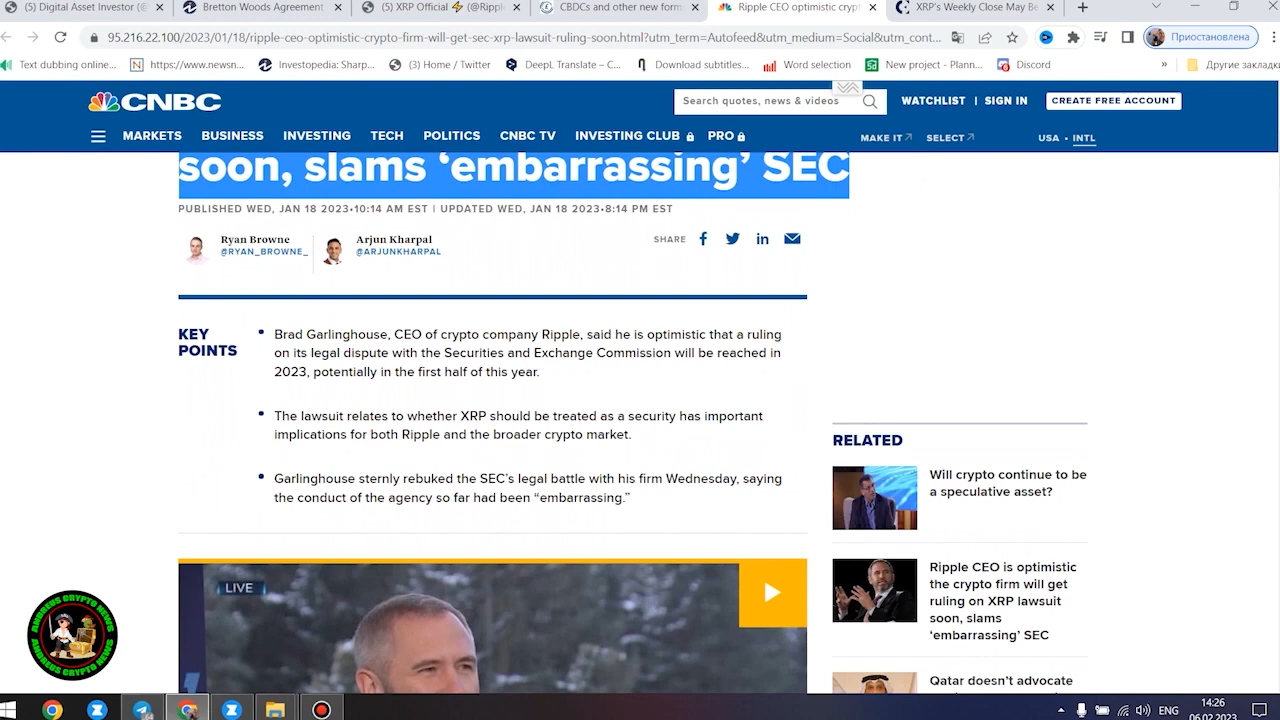 (5) Digital Asset Investor (@
Bretton Woods Agreement
(5) XRP Official ⚡ (@Ripple
CBDCs and other new form
Ripple CEO optimistic crypt
XRP's Weekly Close May Be
95.216.22.100/2023/01/18/ripple-ceo-optimistic-crypto-firm-will-get-sec-xrp-lawsuit-ruling-soon.html?utm_term=Autofeed&utm_medium=Social&utm_cont...
Приостановлена
Text dubbing online...
https://www.newsn...
Investopedia: Sharp...
(3) Home / Twitter
DeepL Translate – C...
Download subtitles...
Word selection
New project - Plann...
Discord
»
Другие закладки
CNBC
Search quotes, news & videos
WATCHLIST | SIGN IN
CREATE FREE ACCOUNT
MARKETS BUSINESS INVESTING TECH POLITICS CNBC TV INVESTING CLUB PRO
MAKE IT SELECT
USA • INTL
soon, slams ‘embarrassing’ SEC
PUBLISHED WED, JAN 18 2023•10:14 AM EST | UPDATED WED, JAN 18 2023•8:14 PM EST
Ryan Browne
@RYAN_BROWNE_
Arjun Kharpal
@ARJUNKHARPAL
SHARE
KEY
POINTS
Brad Garlinghouse, CEO of crypto company Ripple, said he is optimistic that a ruling
on its legal dispute with the Securities and Exchange Commission will be reached in
2023, potentially in the first half of this year.
The lawsuit relates to whether XRP should be treated as a security has important
implications for both Ripple and the broader crypto market.
Garlinghouse sternly rebuked the SEC’s legal battle with his firm Wednesday, saying
the conduct of the agency so far had been “embarrassing.”
LIVE
RELATED
Will crypto continue to be
a speculative asset?
Ripple CEO is optimistic
the crypto firm will get
ruling on XRP lawsuit
soon, slams
‘embarrassing’ SEC
Qatar doesn’t advocate
ANDREUS CRYPTO NEWS
ANDREUS CRYPTO NEWS
ENG
14:26
06.02.2023